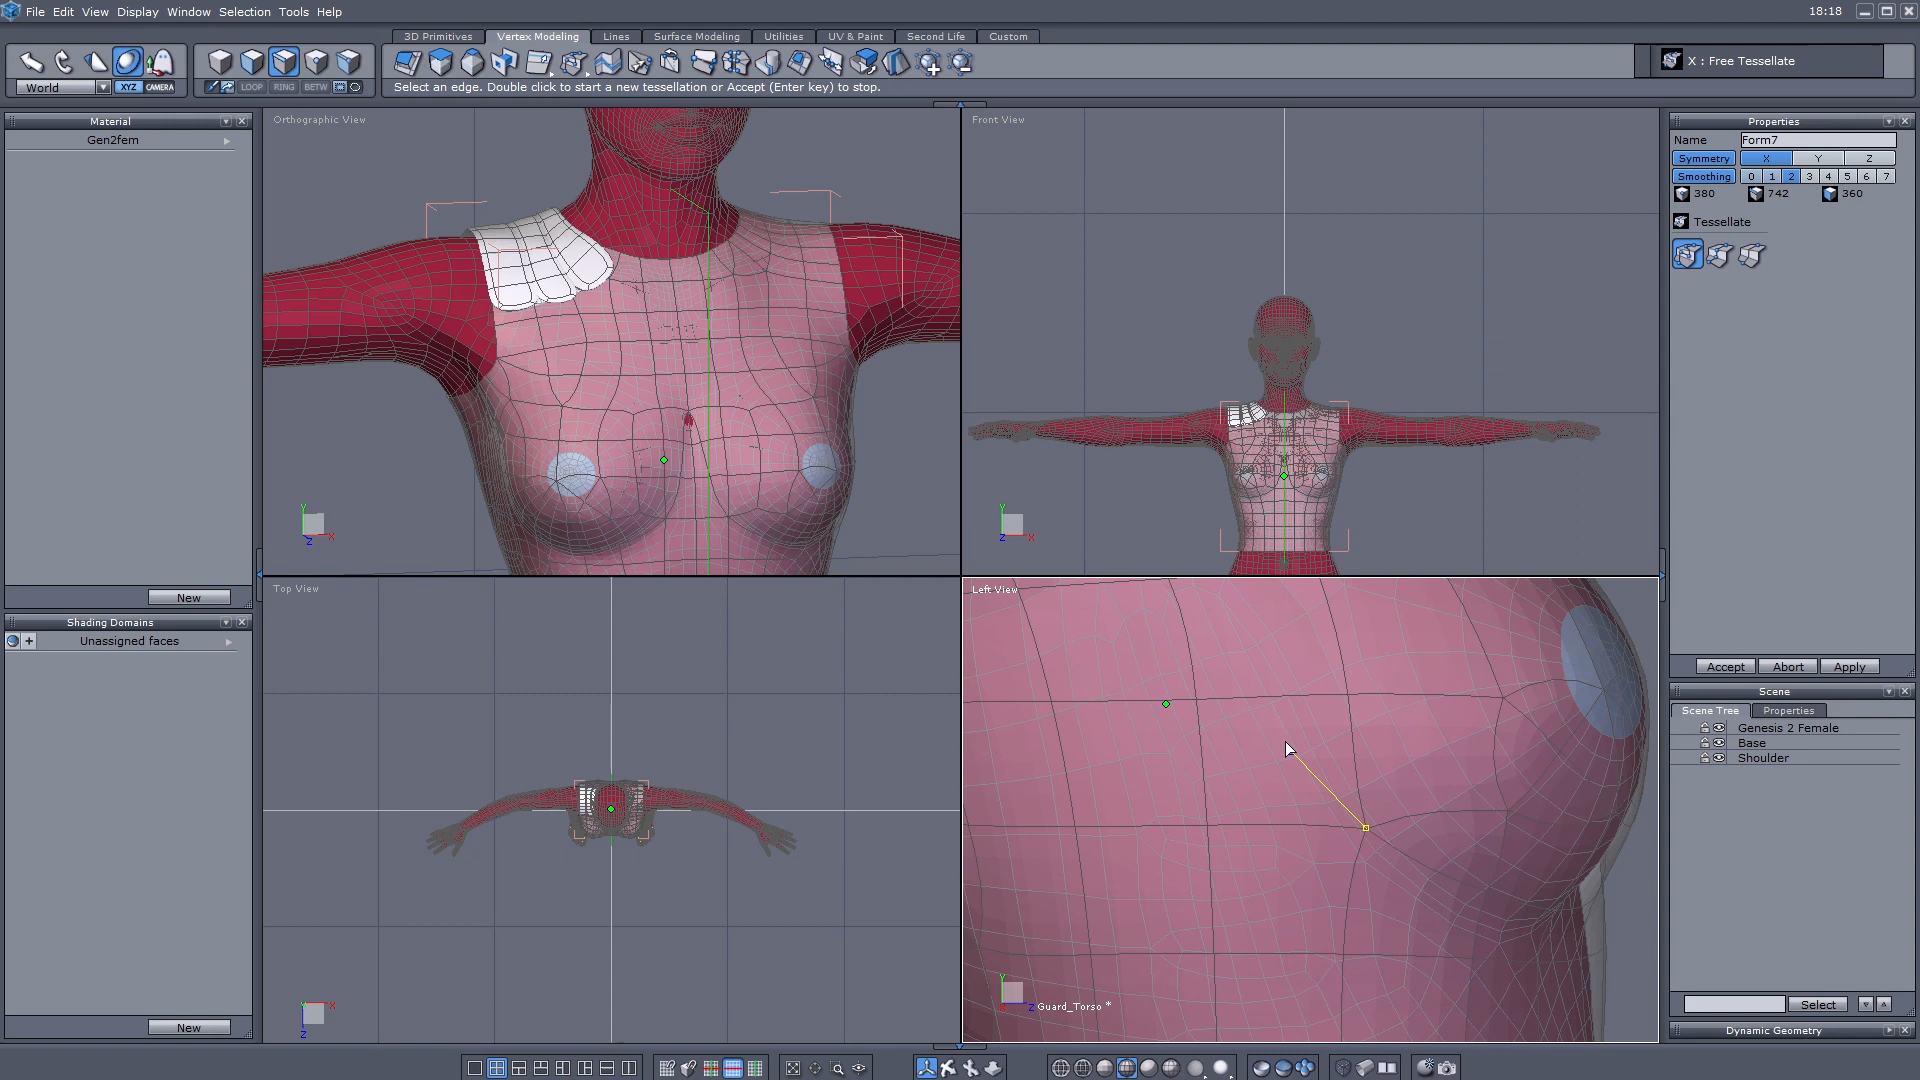 File Edit View Display Window Selection Tools Help
18:18
3D Primitives Vertex Modeling Lines Surface Modeling Utilities UV & Paint Second Life Custom
X : Free Tessellate
World XYZ CAMERA LOOP RING BETW
Select an edge. Double click to start a new tessellation or Accept (Enter key) to stop.
Material
Gen2fem
New
Shading Domains
Unassigned faces
New
Orthographic View
Y
X
Z
Front View
Y
X
Z
Top View
Y X
Z
Left View
Y
X Z
Guard_Torso *
Properties
Name Form7
Symmetry X Y Z
Smoothing 0 1 2 3 4 5 6 7
380 742 360
Tessellate
Accept Abort Apply
Scene
Scene Tree Properties
Genesis 2 Female
Base
Shoulder
Select
Dynamic Geometry